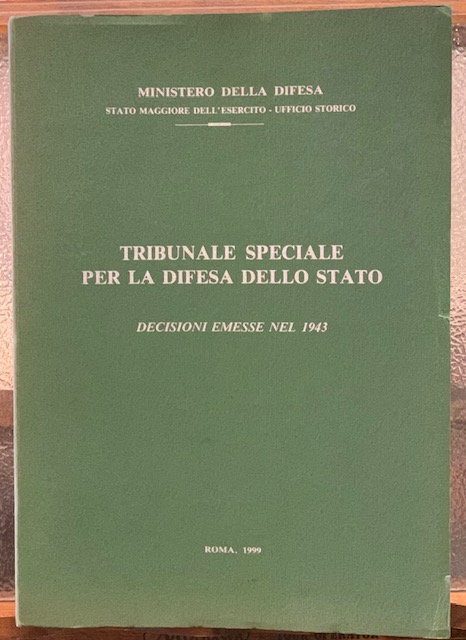 MINISTERO DELLA DIFESA
STATO MAGGIORE DELL'ESERCITO - UFFICIO STORICO
TRIBUNALE SPECIALE
PER LA DIFESA DELLO STATO
DECISIONI EMESSE NEL 1943
ROMA, 1999